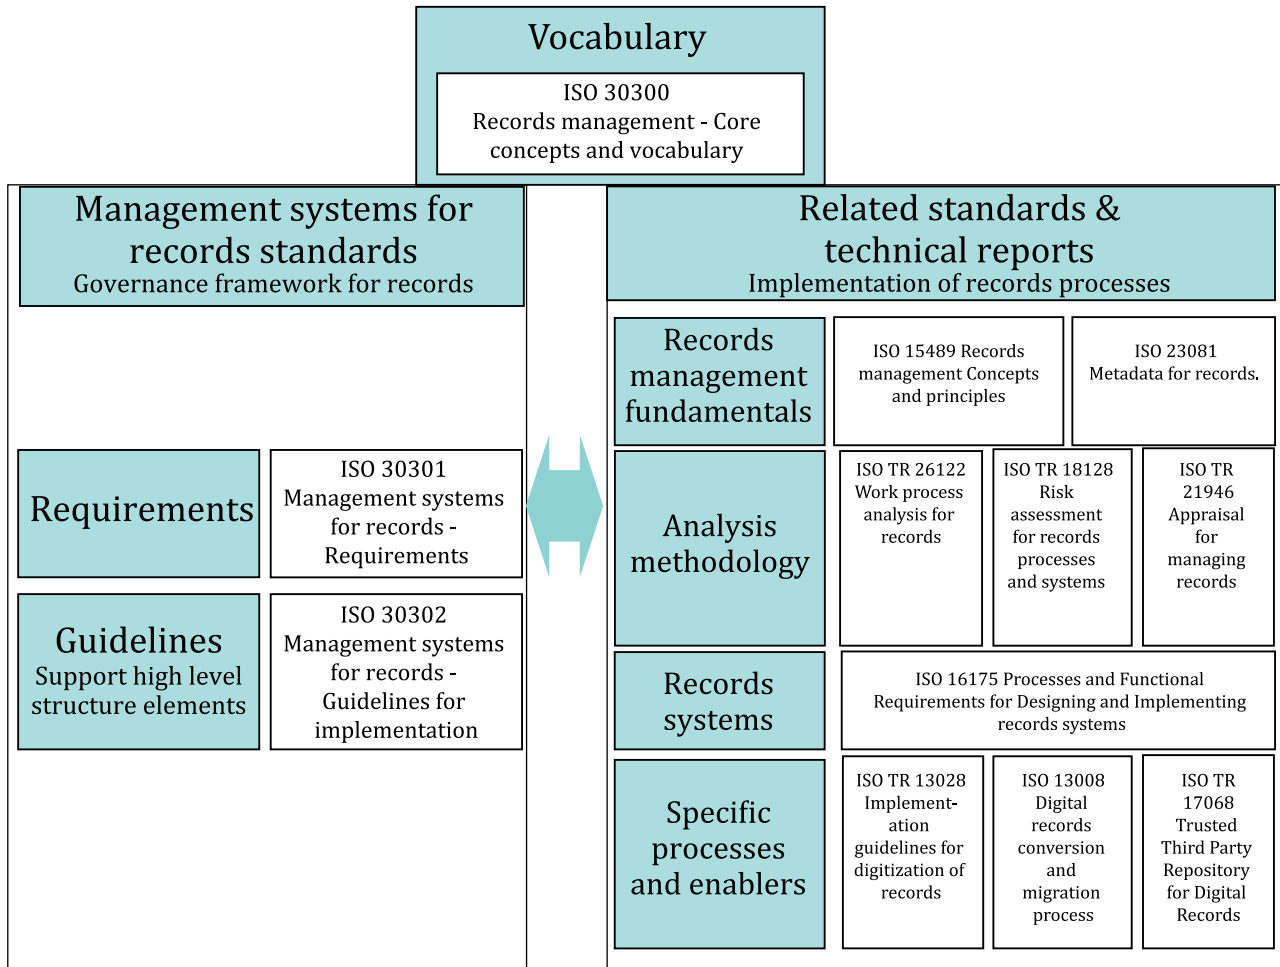 Vocabulary
ISO 30300
Records management - Core
concepts and vocabulary
Management systems for
records standards
Governance framework for records
Requirements
ISO 30301
Management systems
for records -
Requirements
Guidelines
Support high level
structure elements
ISO 30302
Management systems
for records -
Guidelines for
implementation
Related standards &
technical reports
Implementation of records processes
Records
management
fundamentals
ISO 15489 Records
management Concepts
and principles
ISO 23081
Metadata for records.
Analysis
methodology
ISO TR 26122
Work process
analysis for
records
ISO TR 18128
Risk
assessment
for records
processes
and systems
ISO TR
21946
Appraisal
for
managing
records
Records
systems
ISO 16175 Processes and Functional
Requirements for Designing and Implementing
records systems
Specific
processes
and enablers
ISO TR 13028
Implement-
ation
guidelines for
digitization of
records
ISO 13008
Digital
records
conversion
and
migration
process
ISO TR
17068
Trusted
Third Party
Repository
for Digital
Records